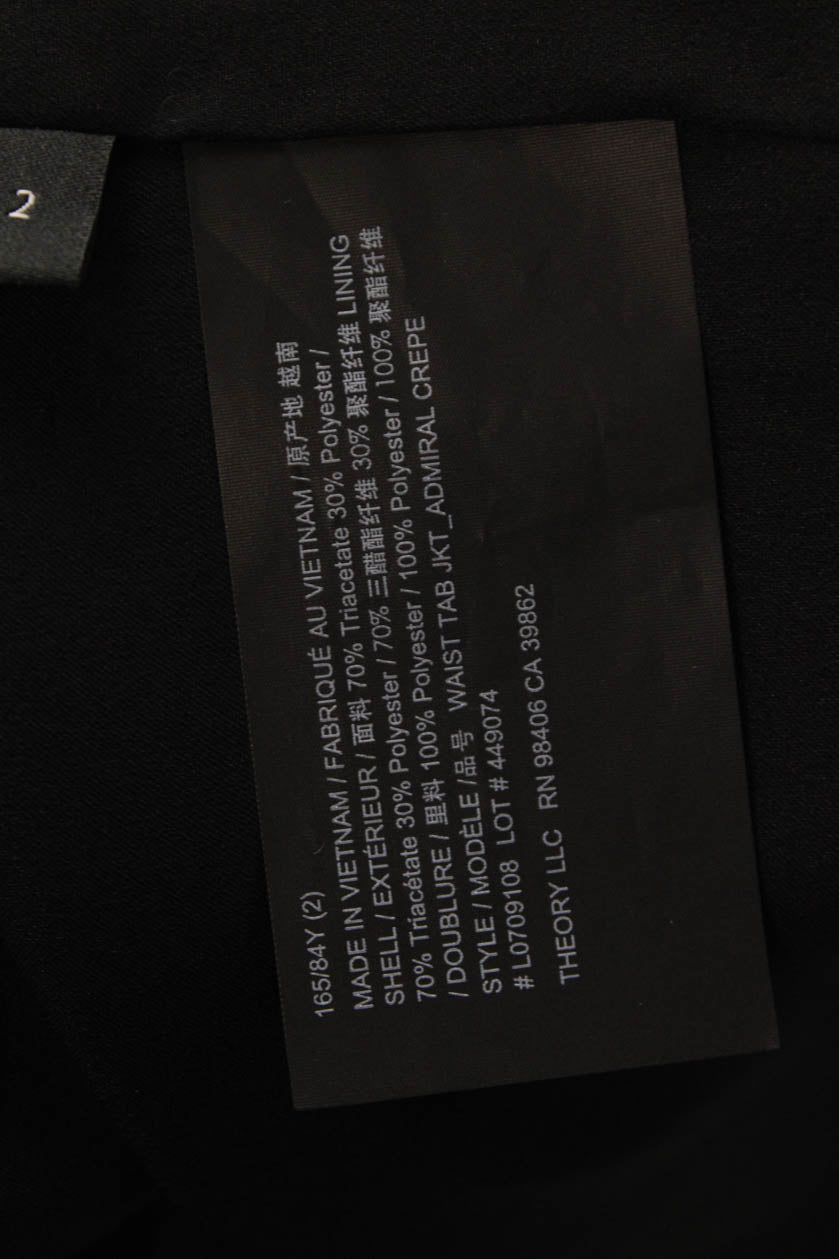 2
165/84Y (2)
MADE IN VIETNAM / FABRIQUÉ AU VIETNAM / 原产地 越南
SHELL / EXTÉRIEUR / 面料 70% Triacetate 30% Polyester /
70% Triacétate 30% Polyester / 70% 三醋酯纤维 30% 聚酯纤维 LINING
/ DOUBLURE / 里料 100% Polyester / 100% Polyester / 100% 聚酯纤维
STYLE / MODÈLE /品号 WAIST TAB JKT_ADMIRAL CREPE
# L0709108 LOT # 449074
THEORY LLC RN 98406 CA 39862